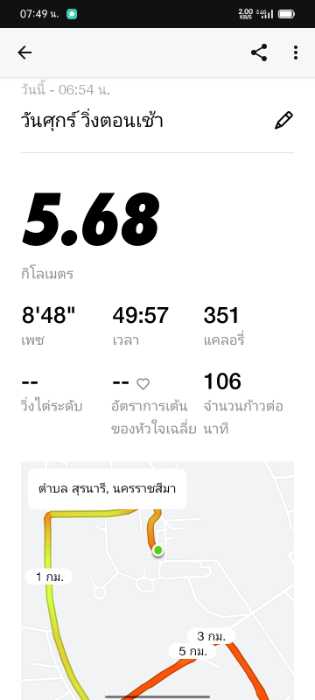 07:49 น. 2.00 KB/S 4G
วันนี้ - 06:54 น.
วันศุกร์ วิ่งตอนเช้า
5.68
กิโลเมตร
8'48" 49:57 351
เพซ เวลา แคลอรี่
-- -- 106
วิ่งไต่ระดับ อัตราการเต้น จำนวนก้าวต่อ
ของหัวใจเฉลี่ย นาที
ตำบล สุรนารี, นครราชสีมา
1 กม.
3 กม.
5 กม.